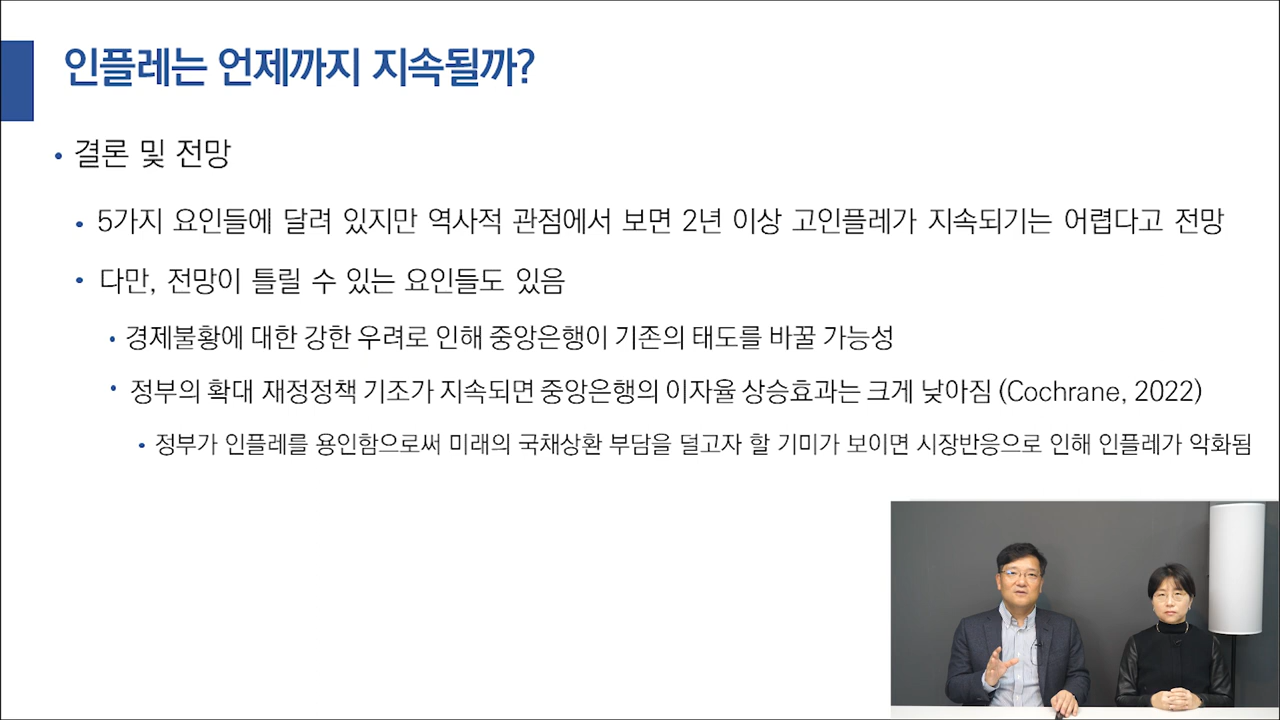 인플레는 언제까지 지속될까?
• 결론 및 전망
• 5가지 요인들에 달려 있지만 역사적 관점에서 보면 2년 이상 고인플레가 지속되기는 어렵다고 전망
• 다만, 전망이 틀릴 수 있는 요인들도 있음
• 경제불황에 대한 강한 우려로 인해 중앙은행이 기존의 태도를 바꿀 가능성
• 정부의 확대 재정정책 기조가 지속되면 중앙은행의 이자율 상승효과는 크게 낮아짐 (Cochrane, 2022)
• 정부가 인플레를 용인함으로써 미래의 국채상환 부담을 덜고자 할 기미가 보이면 시장반응으로 인해 인플레가 악화됨